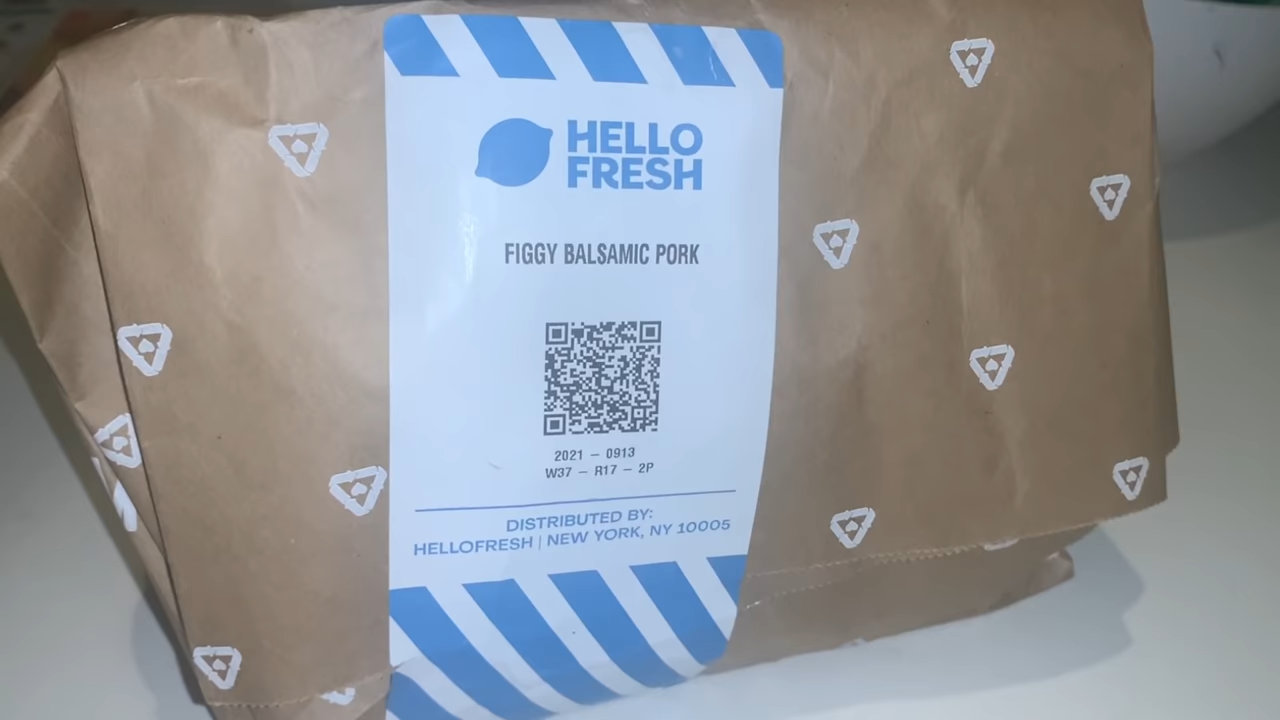 HELLO
FRESH
FIGGY BALSAMIC PORK
2021 – 0913
W37 – R17 – 2P
DISTRIBUTED BY:
HELLOFRESH | NEW YORK, NY 10005